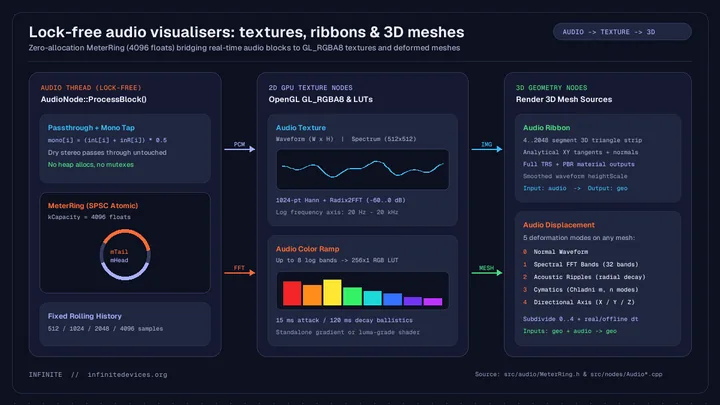 Lock-free audio visualisers: textures, ribbons & 3D meshes
Zero-allocation MeterRing (4096 floats) bridging real-time audio blocks to GL_RGBA8 textures and deformed meshes
AUDIO -> TEXTURE -> 3D
AUDIO THREAD (LOCK-FREE)
AudioNode::ProcessBlock()
Passthrough + Mono Tap
mono[i] = (inL[i] + inR[i]) * 0.5
Dry stereo passes through untouched
No heap allocs, no mutexes
MeterRing (SPSC Atomic)
kCapacity = 4096 floats
mTail
mHead
Fixed Rolling History
512 / 1024 / 2048 / 4096 samples
PCM
FFT
2D GPU TEXTURE NODES
OpenGL GL_RGBA8 & LUTs
Audio Texture
Waveform (W x H) | Spectrum (512x512)
1024-pt Hann + Radix2FFT (-60..0 dB)
Log frequency axis: 20 Hz - 20 kHz
Audio Color Ramp
Up to 8 log bands -> 256x1 RGB LUT
15 ms attack / 120 ms decay ballistics
Standalone gradient or luma-grade shader
IMG
MESH
3D GEOMETRY NODES
Render 3D Mesh Sources
Audio Ribbon
4..2048 segment 3D triangle strip
Analytical XY tangents + normals
Full TRS + PBR material outputs
Smoothed waveform heightScale
Input: audio -> Output: geo
Audio Displacement
5 deformation modes on any mesh:
0 Normal Waveform
1 Spectral FFT Bands (32 bands)
2 Acoustic Ripples (radial decay)
3 Cymatics (Chladni m, n modes)
4 Directional Axis (X / Y / Z)
Subdivide 0..4 + real/offline dt
Inputs: geo + audio -> geo
INFINITE // infinitedevices.org
Source: src/audio/MeterRing.h & src/nodes/Audio*.cpp